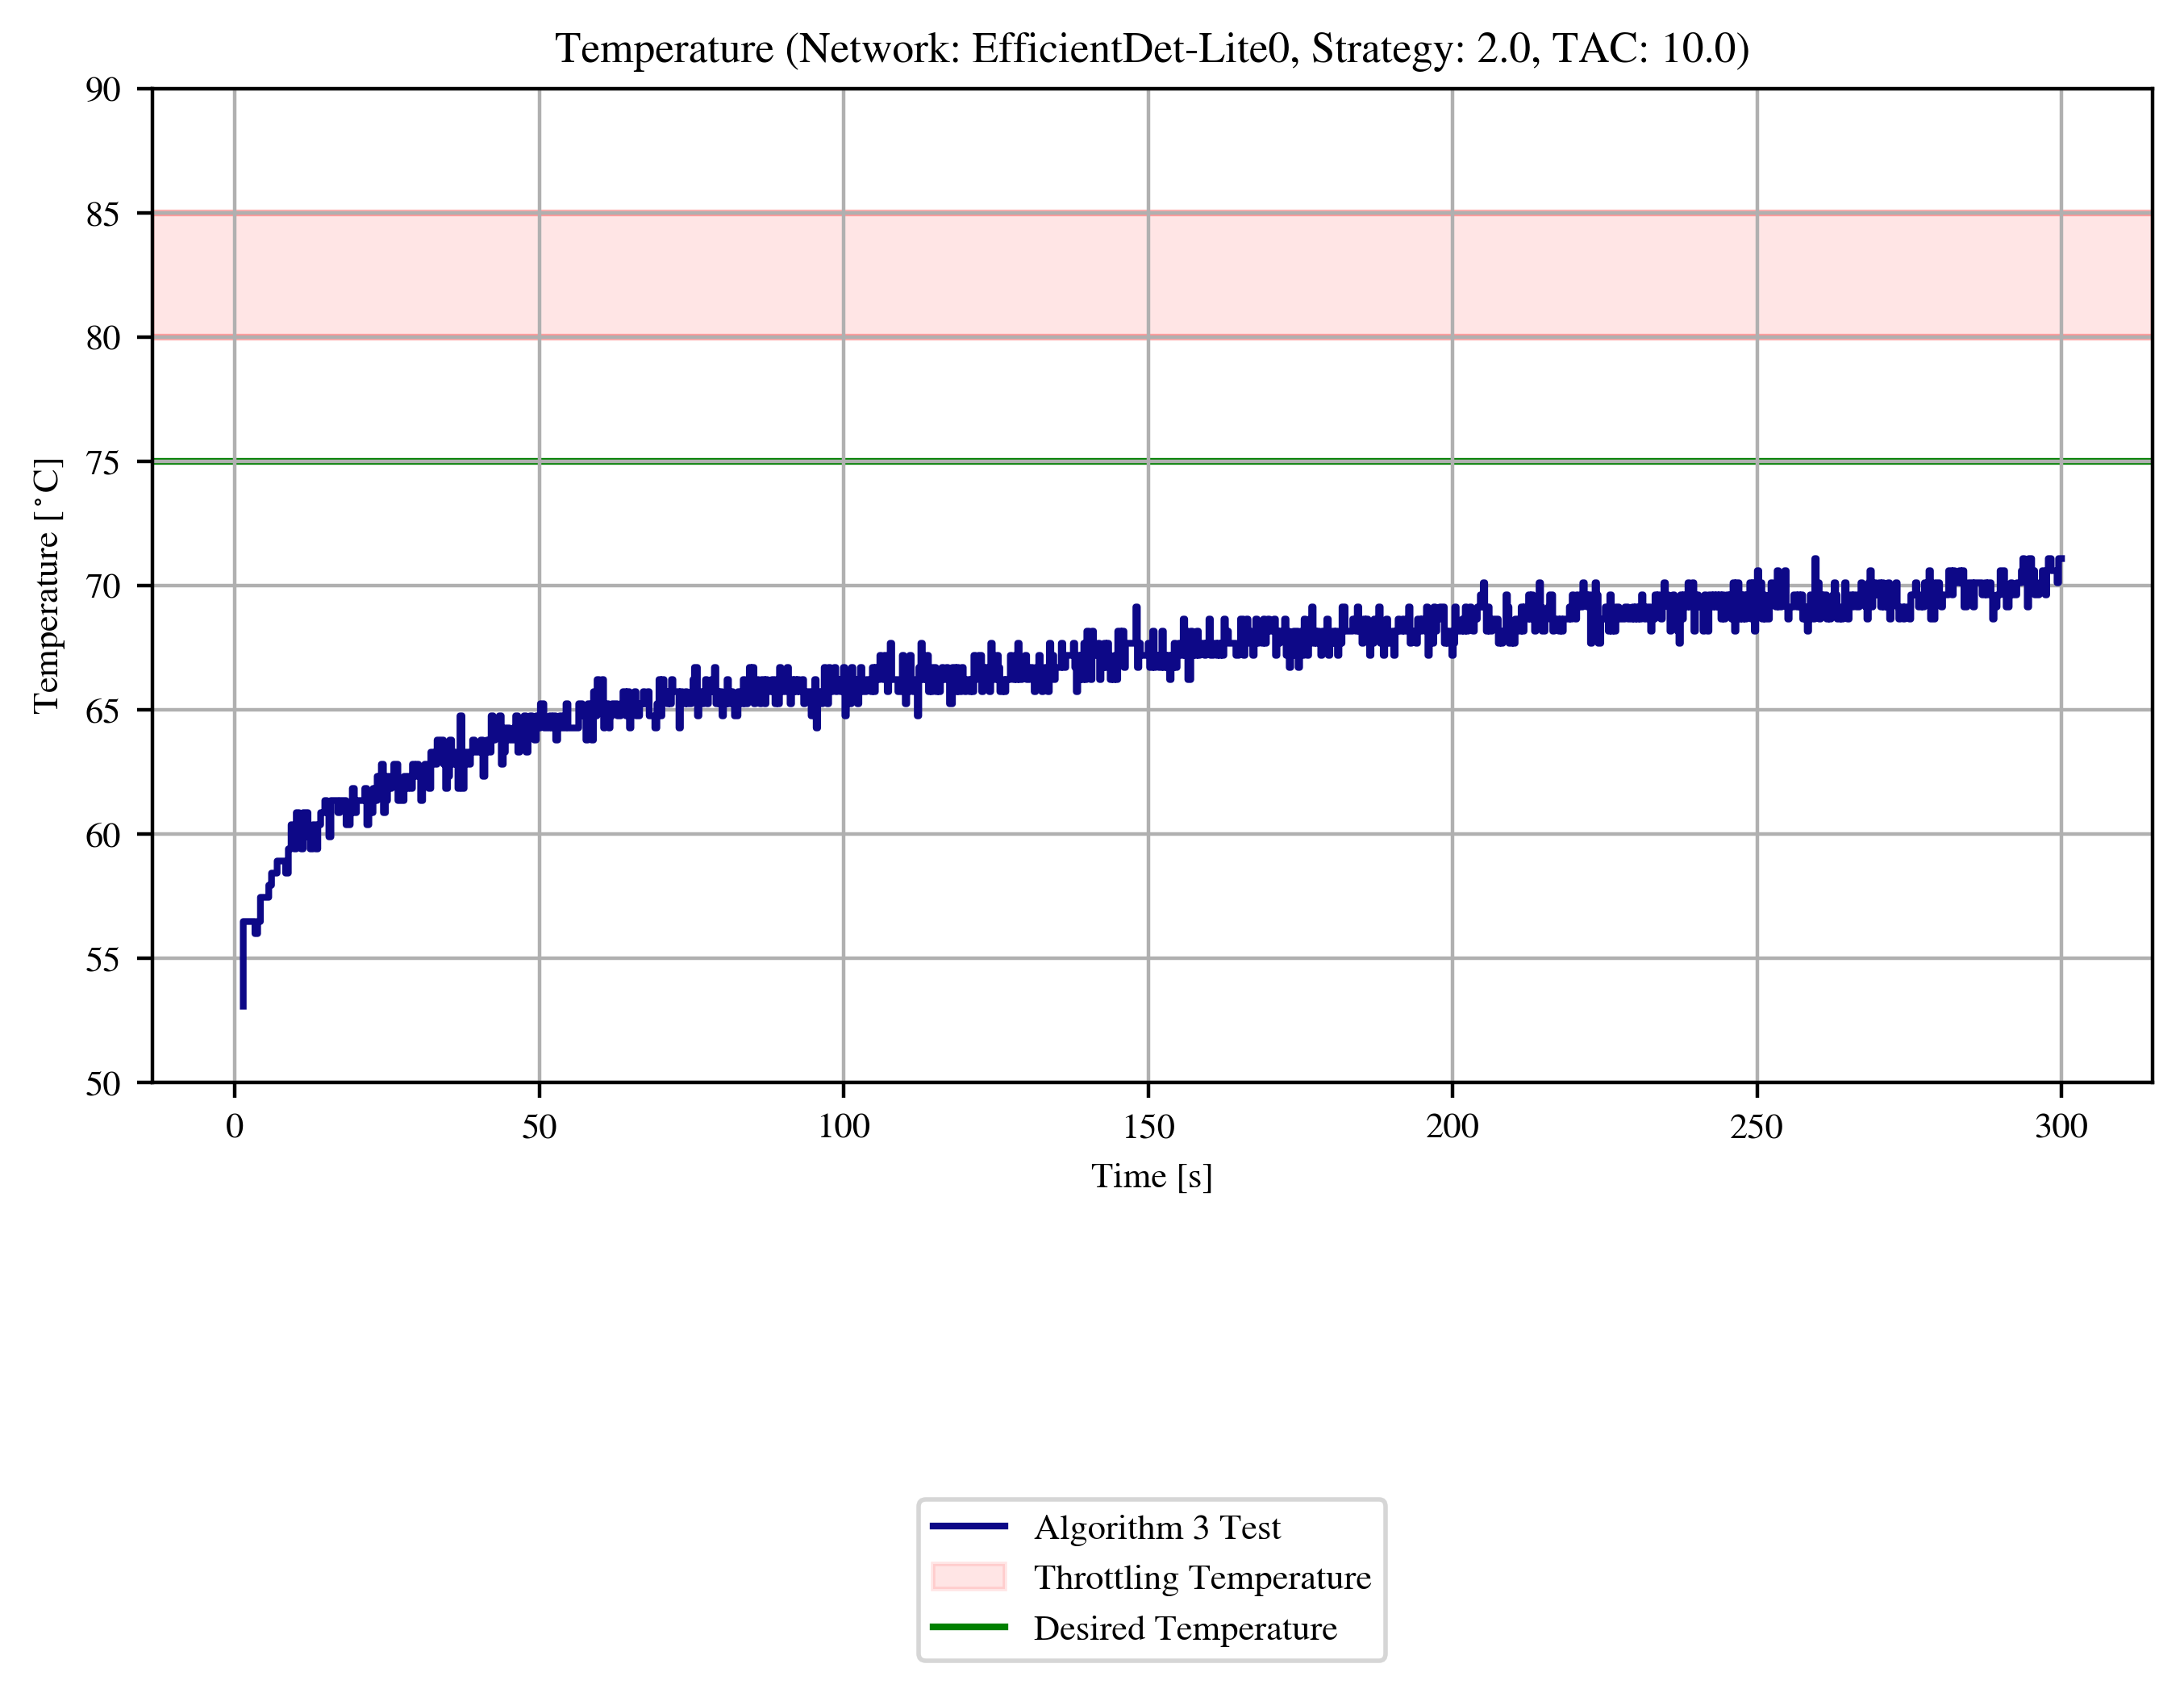 Temperature (Network: EfficientDet-Lite0, Strategy: 2.0, TAC: 10.0)
90
85
80
75
70
65
60
55
50
Temperature [°C]
0 50 100 150 200 250 300
Time [s]
Algorithm 3 Test
Throttling Temperature
Desired Temperature